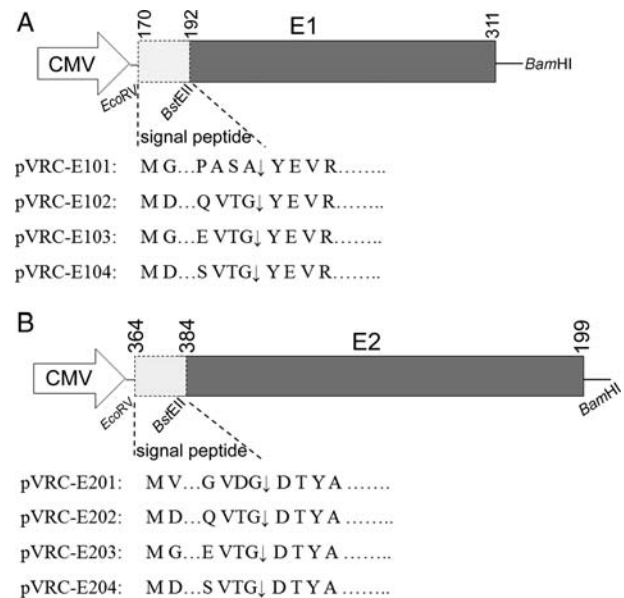 A
170 192 E1 311
CMV
EcoRV BstEII BamHI
signal peptide
pVRC-E101: M G...P A S A↓ Y E V R........
pVRC-E102: M D...Q V T G↓ Y E V R........
pVRC-E103: M G...E V T G↓ Y E V R........
pVRC-E104: M D...S V T G↓ Y E V R........
B
364 384 E2 199
CMV
EcoRV BstEII BamHI
signal peptide
pVRC-E201: M V...G V D G↓ D T Y A .......
pVRC-E202: M D...Q V T G↓ D T Y A ........
pVRC-E203: M G...E V T G↓ D T Y A ........
pVRC-E204: M D...S V T G↓ D T Y A ........